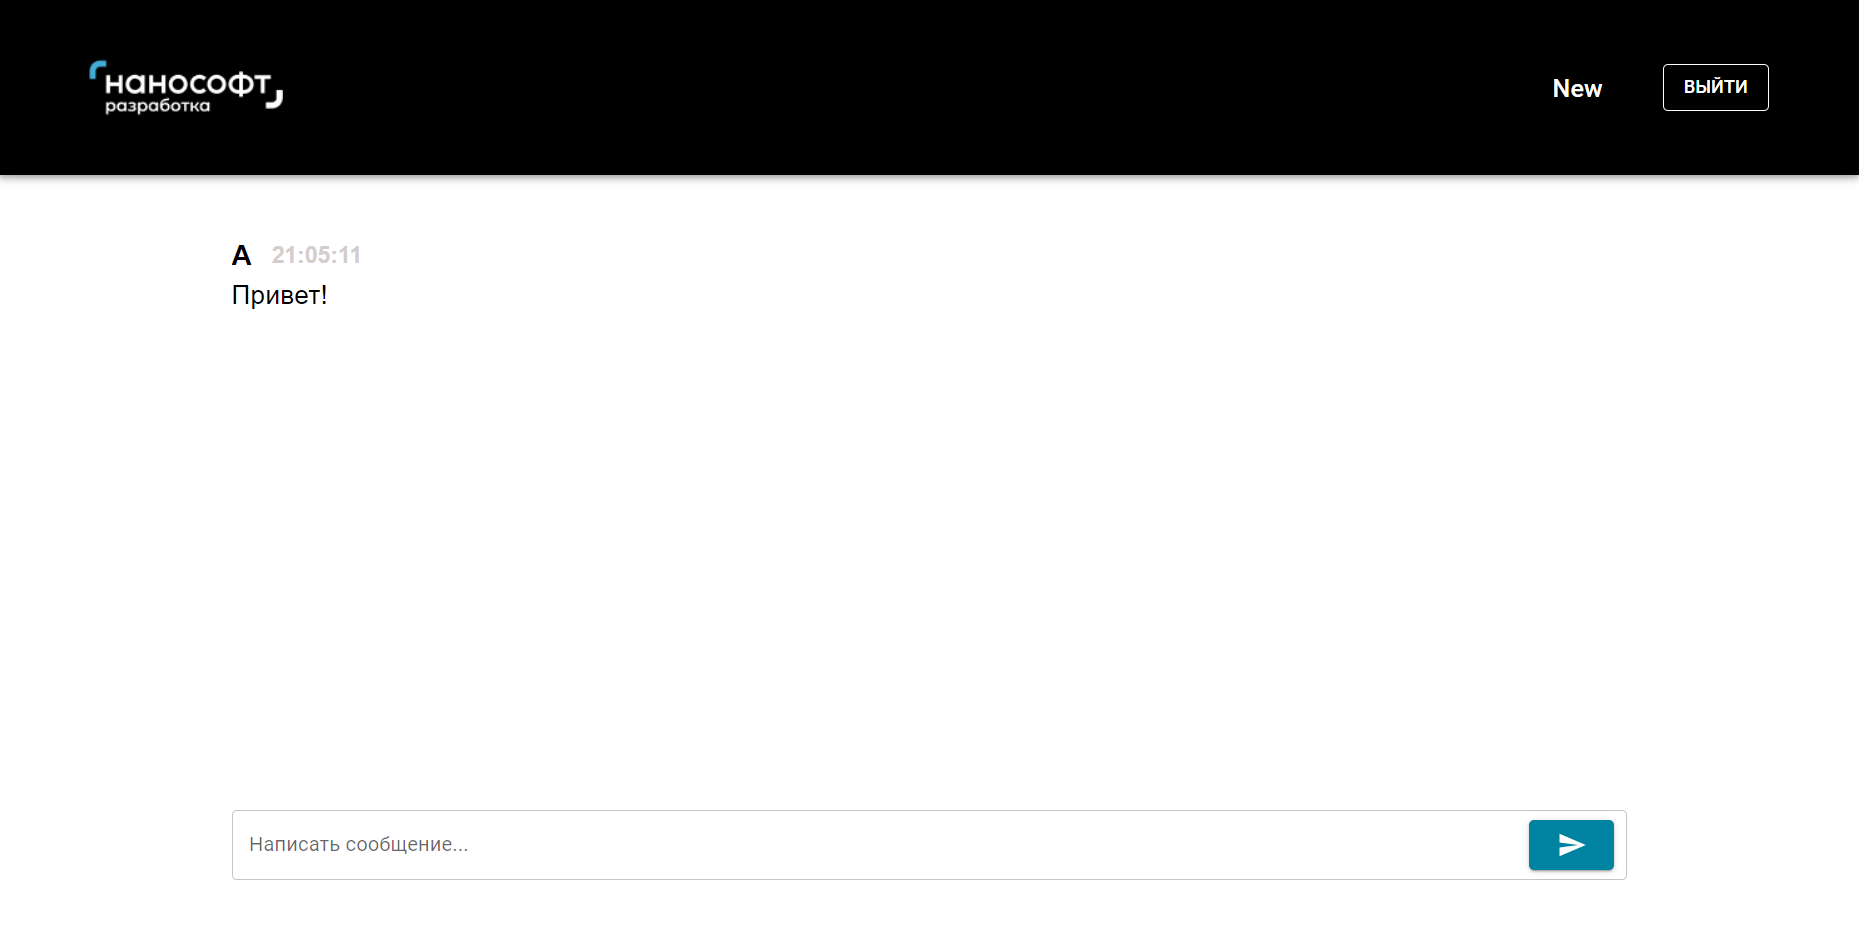 нанософт
разработка
New
ВЫЙТИ
A 21:05:11
Привет!
Написать сообщение...